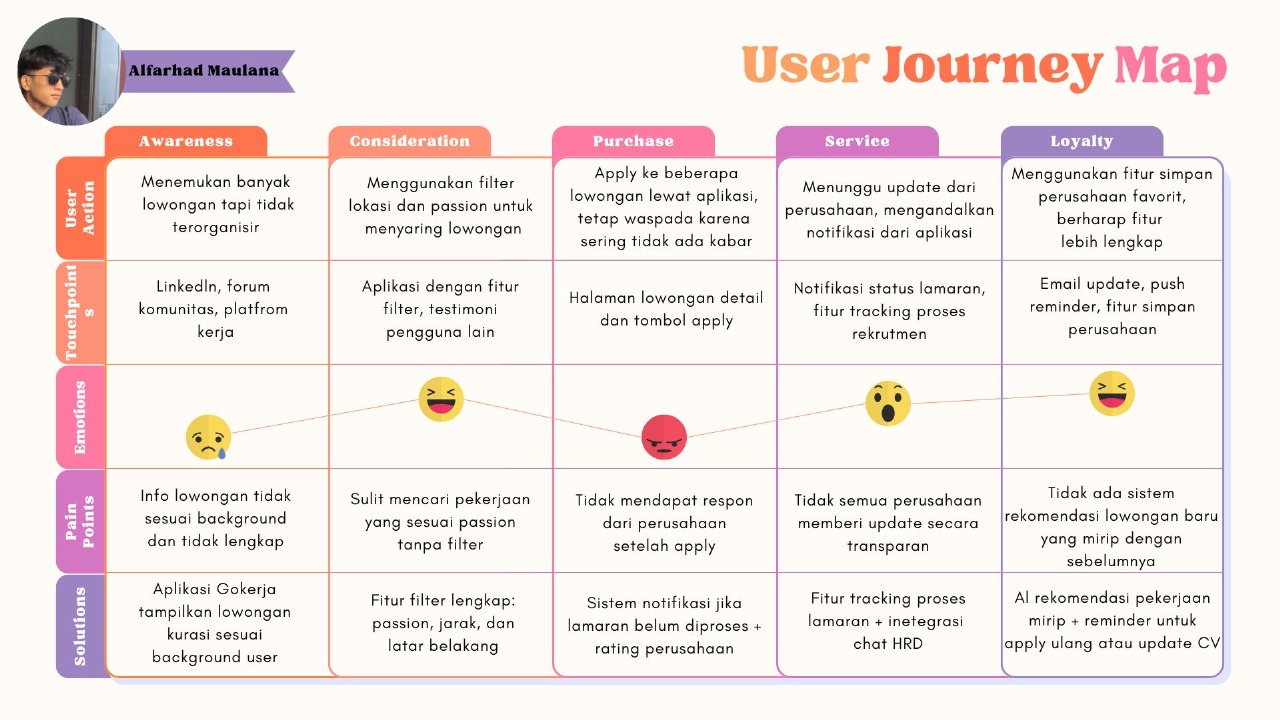 Alfarhad Maulana
User Journey Map
Awareness
Consideration
Purchase
Service
Loyalty
User
Action
Menemukan banyak
lowongan tapi tidak
terorganisir
Menggunakan filter
lokasi dan passion untuk
menyaring lowongan
Apply ke beberapa
lowongan lewat aplikasi,
tetap waspada karena
sering tidak ada kabar
Menunggu update dari
perusahaan, mengandalkan
notifikasi dari aplikasi
Menggunakan fitur simpan
perusahaan favorit,
berharap fitur
lebih lengkap
Touchpoint
s
LinkedIn, forum
komunitas, platfrom
kerja
Aplikasi dengan fitur
filter, testimoni
pengguna lain
Halaman lowongan detail
dan tombol apply
Notifikasi status lamaran,
fitur tracking proses
rekrutmen
Email update, push
reminder, fitur simpan
perusahaan
Emotions
Pain
Points
Info lowongan tidak
sesuai background
dan tidak lengkap
Sulit mencari pekerjaan
yang sesuai passion
tanpa filter
Tidak mendapat respon
dari perusahaan
setelah apply
Tidak semua perusahaan
memberi update secara
transparan
Tidak ada sistem
rekomendasi lowongan baru
yang mirip dengan
sebelumnya
Solutions
Aplikasi Gokerja
tampilkan lowongan
kurasi sesuai
background user
Fitur filter lengkap:
passion, jarak, dan
latar belakang
Sistem notifikasi jika
lamaran belum diproses +
rating perusahaan
Fitur tracking proses
lamaran + inetegrasi
chat HRD
AI rekomendasi pekerjaan
mirip + reminder untuk
apply ulang atau update CV